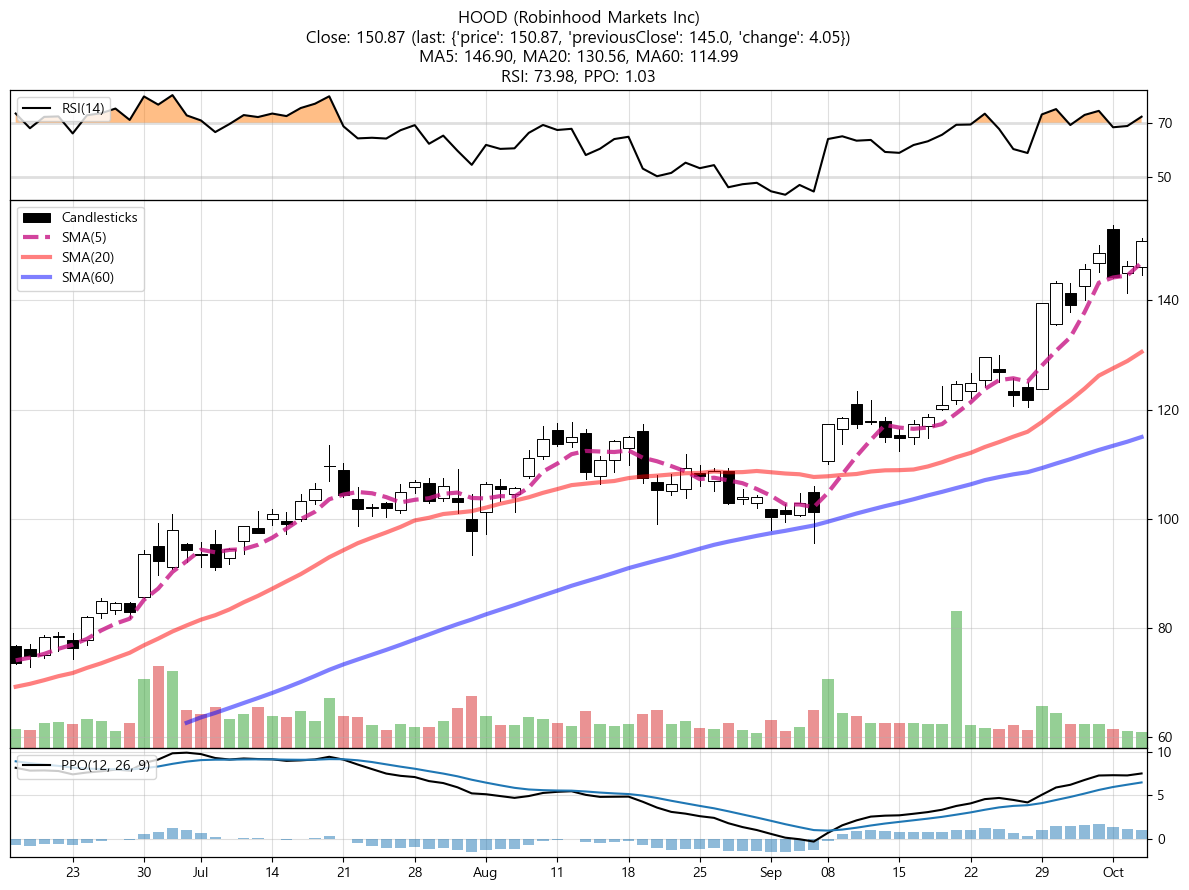 HOOD (Robinhood Markets Inc)
Close: 150.87 (last: {'price': 150.87, 'previousClose': 145.0, 'change': 4.05})
MA5: 146.90, MA20: 130.56, MA60: 114.99
RSI: 73.98, PPO: 1.03
RSI(14)
70
50
Candlesticks
SMA(5)
SMA(20)
SMA(60)
140
120
100
80
60
PPO(12, 26, 9)
10
5
0
23 30 Jul 14 21 28 Aug 11 18 25 Sep 08 15 22 29 Oct